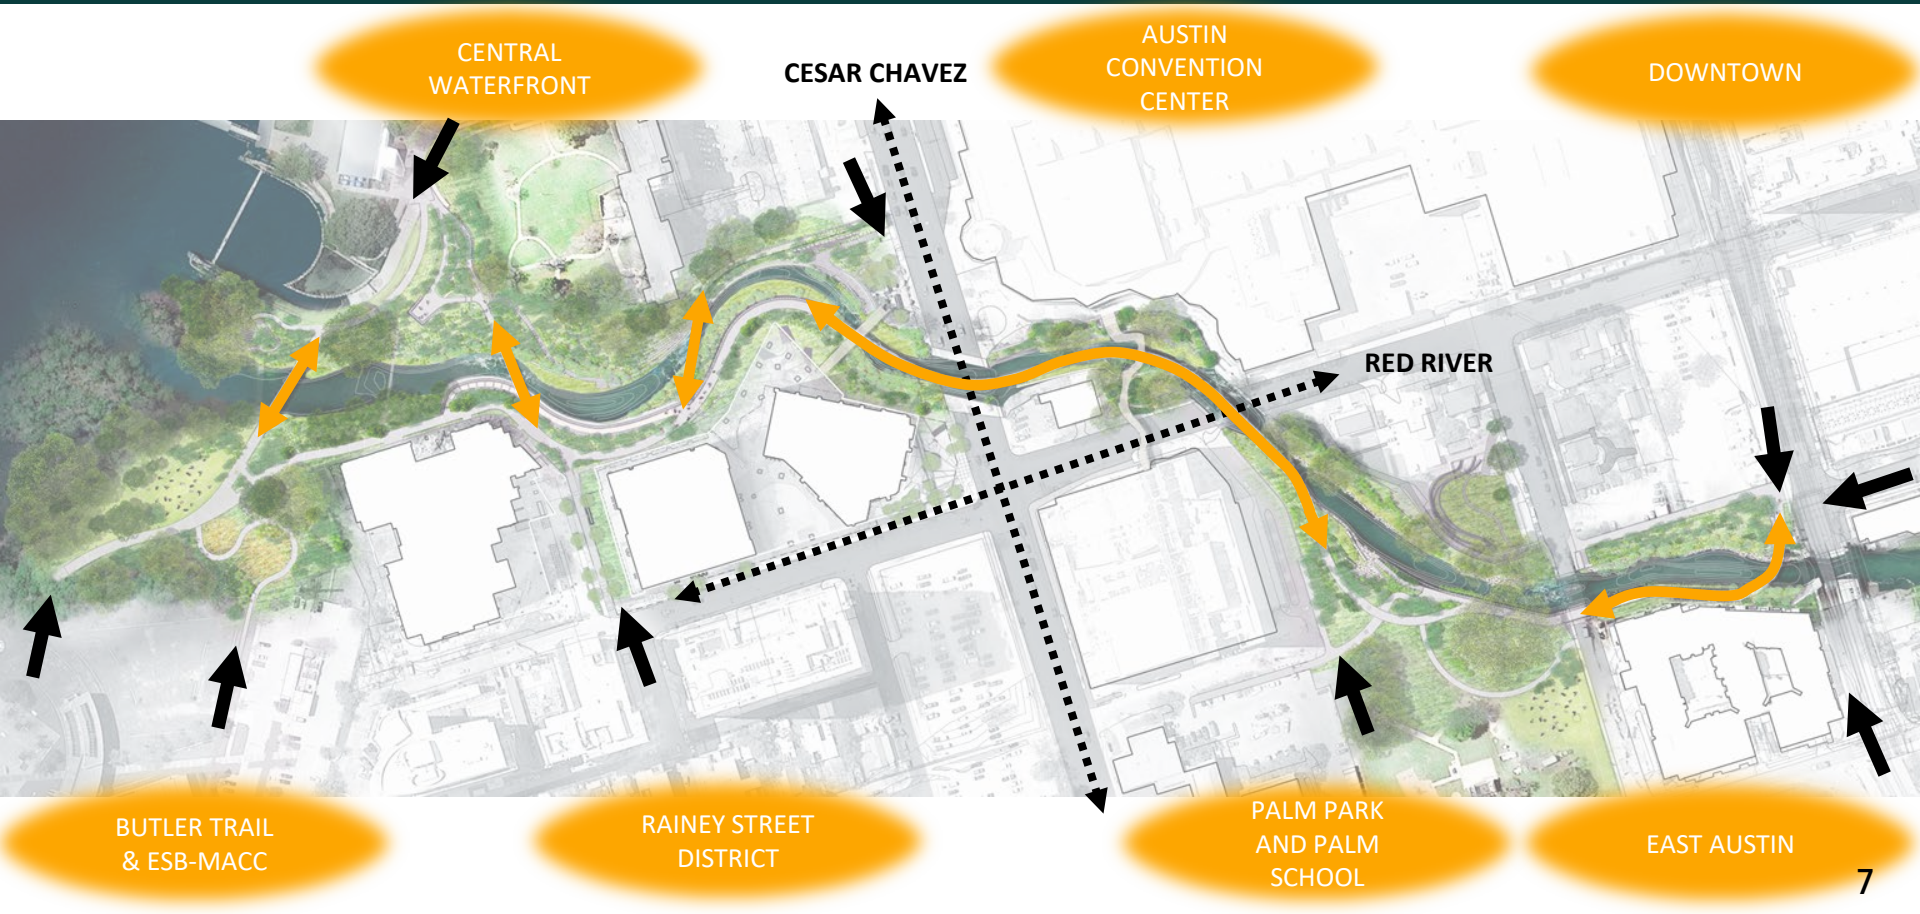 CENTRAL
WATERFRONT
CESAR CHAVEZ
AUSTIN
CONVENTION
CENTER
DOWNTOWN
RED RIVER
BUTLER TRAIL
& ESB-MACC
RAINEY STREET
DISTRICT
PALM PARK
AND PALM
SCHOOL
EAST AUSTIN
7